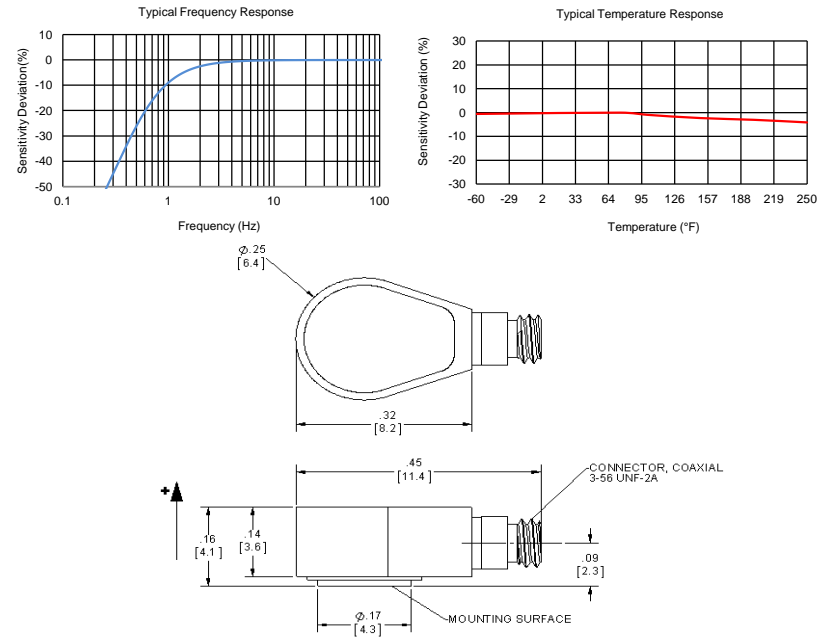 Typical Frequency Response
Sensitivity Deviation(%)
10
0
-10
-20
-30
-40
-50
0.1 1 10 100
Frequency (Hz)
Typical Temperature Response
Sensitivity Deviation (%)
30
20
10
0
-10
-20
-30
-60 -29 2 33 64 95 126 157 188 219 250
Temperature (°F)
⌀.25
[6.4]
.32
[8.2]
.45
[11.4]
CONNECTOR, COAXIAL
3-56 UNF-2A
+
.16
[4.1]
.14
[3.6]
.09
[2.3]
⌀.17
[4.3]
MOUNTING SURFACE